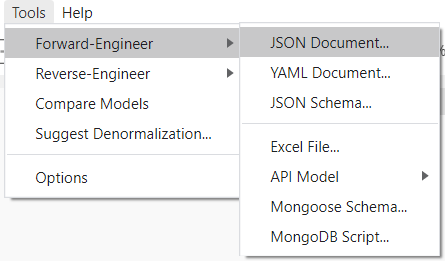 Tools Help
Forward-Engineer
Reverse-Engineer
Compare Models
Suggest Denormalization...
Options
JSON Document...
YAML Document...
JSON Schema...
Excel File...
API Model
Mongoose Schema...
MongoDB Script...